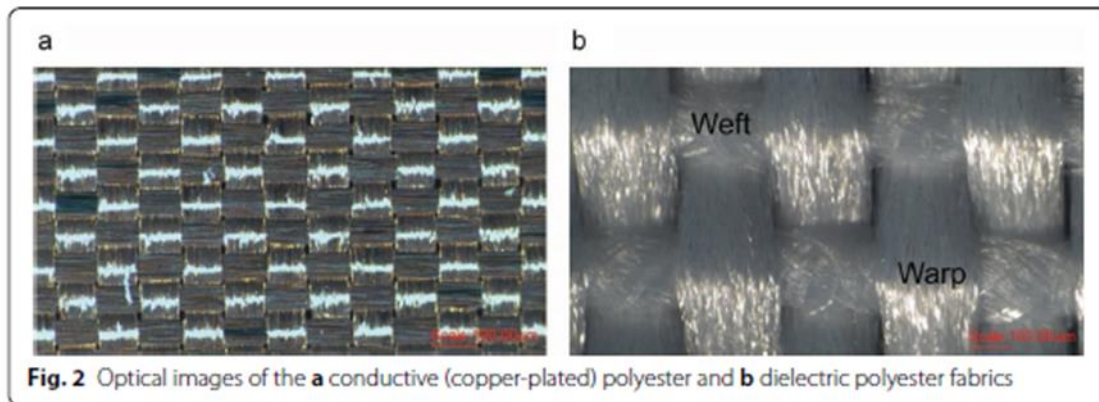 a
b
Weft
Warp
Fig. 2 Optical images of the a conductive (copper-plated) polyester and b dielectric polyester fabrics